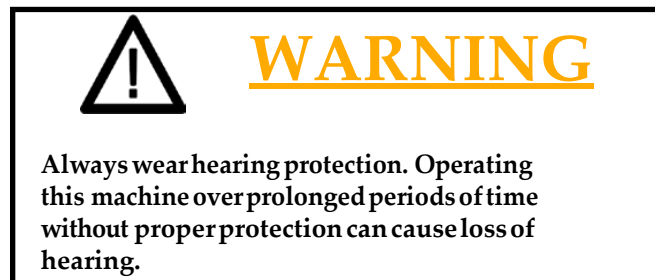 WARNING
Always wear hearing protection. Operating
this machine over prolonged periods of time
without proper protection can cause loss of
hearing.